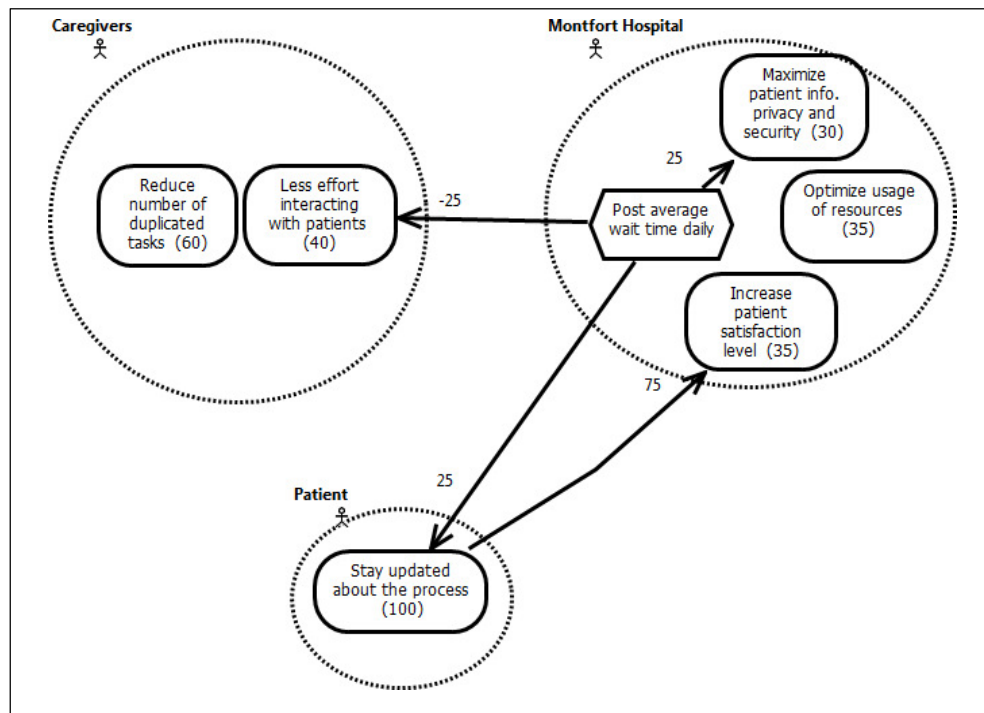 Caregivers
Montfort Hospital
Maximize
patient info.
privacy and
security (30)
25
Reduce
number of
duplicated
tasks (60)
Less effort
interacting
with patients
(40)
-25
Post average
wait time daily
Optimize usage
of resources
(35)
Increase
patient
satisfaction
level (35)
75
25
Patient
Stay updated
about the process
(100)